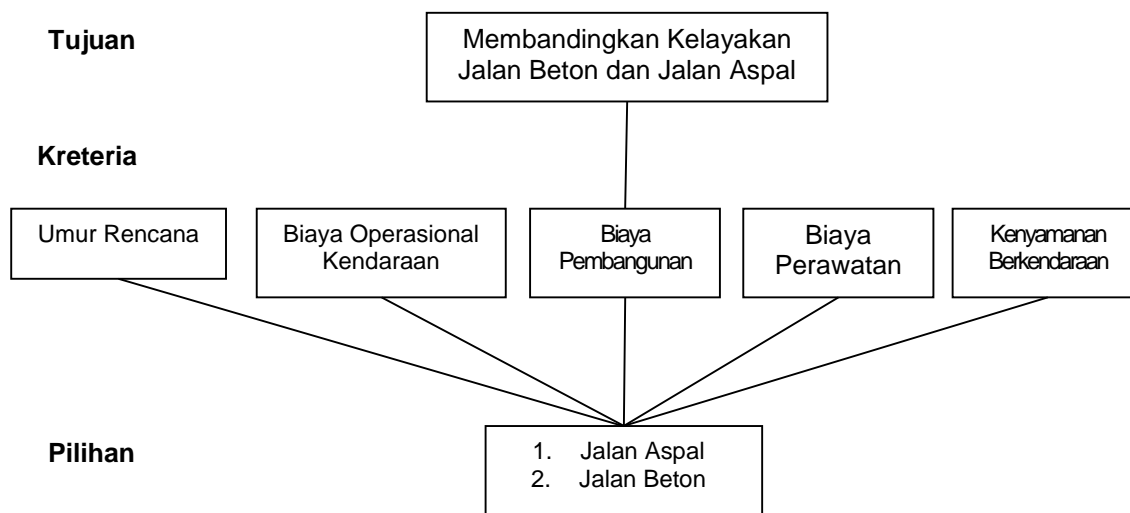 Tujuan
Membandingkan Kelayakan
Jalan Beton dan Jalan Aspal
Kreteria
Umur Rencana
Biaya Operasional
Kendaraan
Biaya
Pembangunan
Biaya
Perawatan
Kenyamanan
Berkendaraan
Pilihan
1. Jalan Aspal
2. Jalan Beton